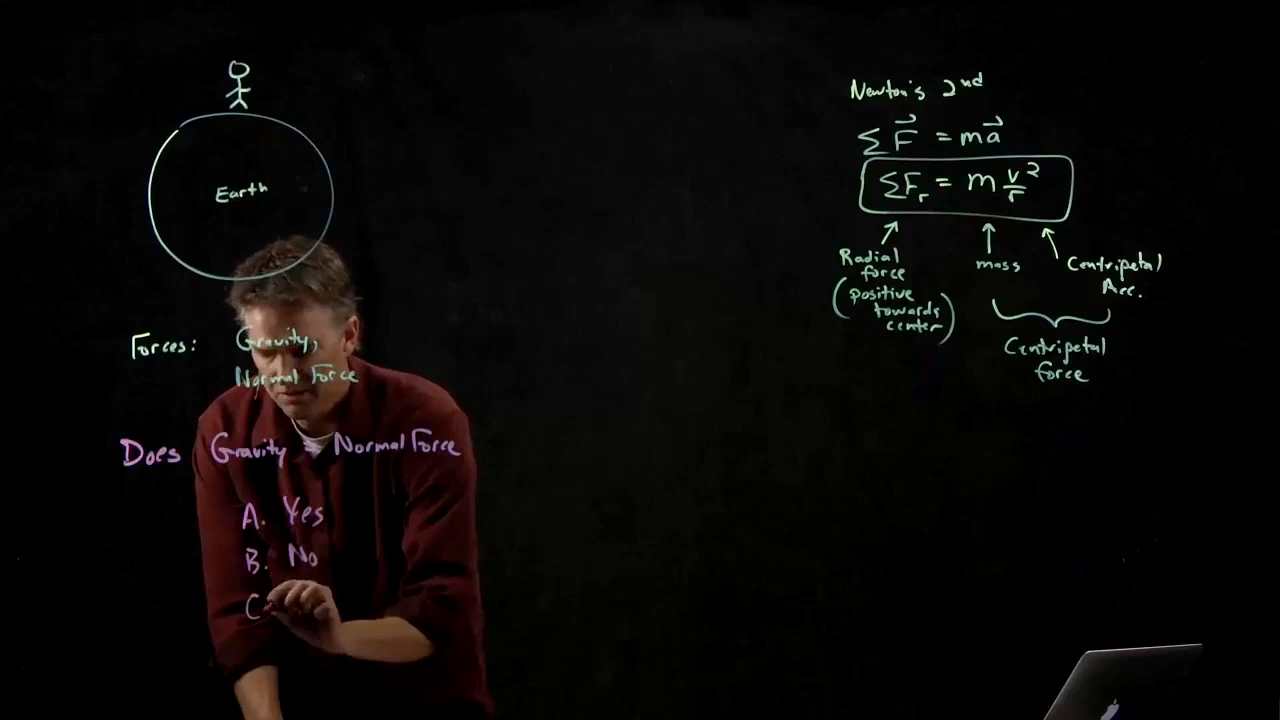 Earth
Forces: Gravity,
Normal Force
Does Gravity = Normal Force
A. Yes
B. No
C
Newton's 2nd
ΣF⃗ = ma⃗
ΣFr = m v²/r
Radial
force
(positive
towards
center)
mass
Centripetal
Acc.
Centripetal
force